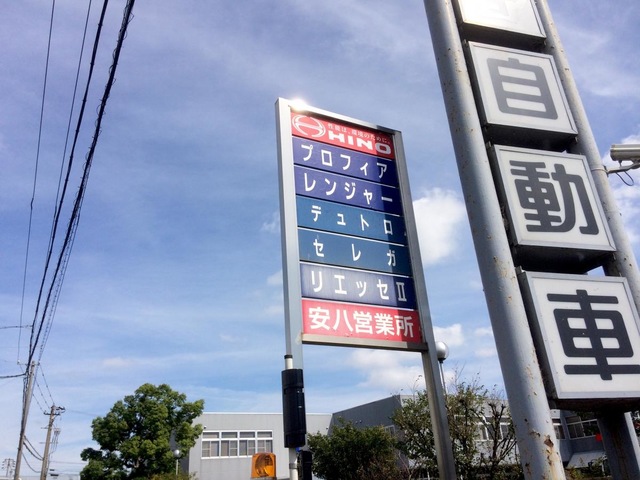 HINO
プロフィア
レンジャー
デュトロ
セレガ
リエッセⅡ
安八営業所
自
動
車